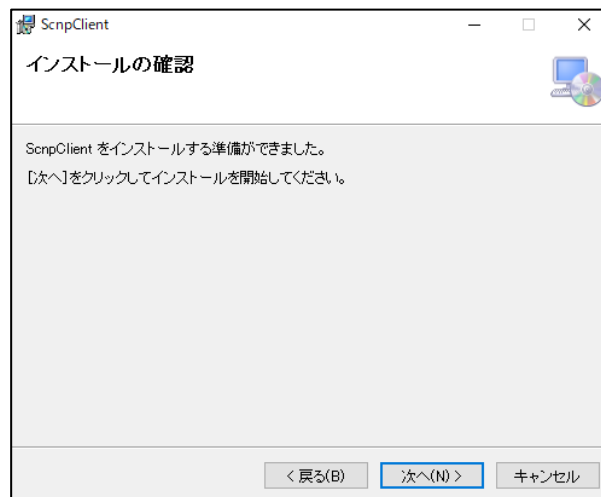 ScnpClient
インストールの確認
ScnpClient をインストールする準備ができました。
[次へ]をクリックしてインストールを開始してください。
< 戻る(B)
次へ(N) >
キャンセル